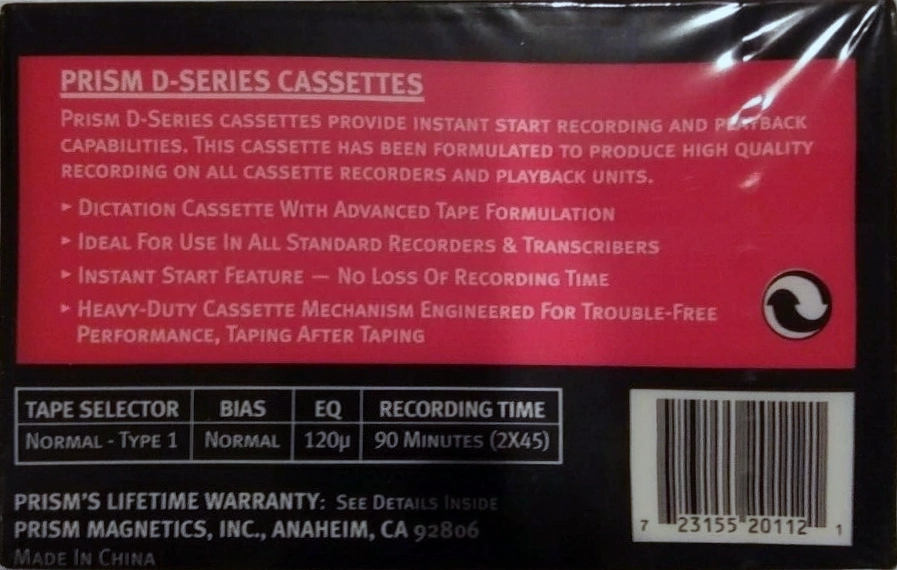 PRISM D-SERIES CASSETTES
PRISM D-SERIES CASSETTES PROVIDE INSTANT START RECORDING AND PLAYBACK
CAPABILITIES. THIS CASSETTE HAS BEEN FORMULATED TO PRODUCE HIGH QUALITY
RECORDING ON ALL CASSETTE RECORDERS AND PLAYBACK UNITS.
► DICTATION CASSETTE WITH ADVANCED TAPE FORMULATION
► IDEAL FOR USE IN ALL STANDARD RECORDERS & TRANSCRIBERS
► INSTANT START FEATURE — NO LOSS OF RECORDING TIME
► HEAVY-DUTY CASSETTE MECHANISM ENGINEERED FOR TROUBLE-FREE
PERFORMANCE, TAPING AFTER TAPING
TAPE SELECTOR BIAS EQ RECORDING TIME
NORMAL - TYPE 1 NORMAL 120µ 90 MINUTES (2X45)
PRISM'S LIFETIME WARRANTY: SEE DETAILS INSIDE
PRISM MAGNETICS, INC., ANAHEIM, CA 92806
MADE IN CHINA
7 23155 20112 1